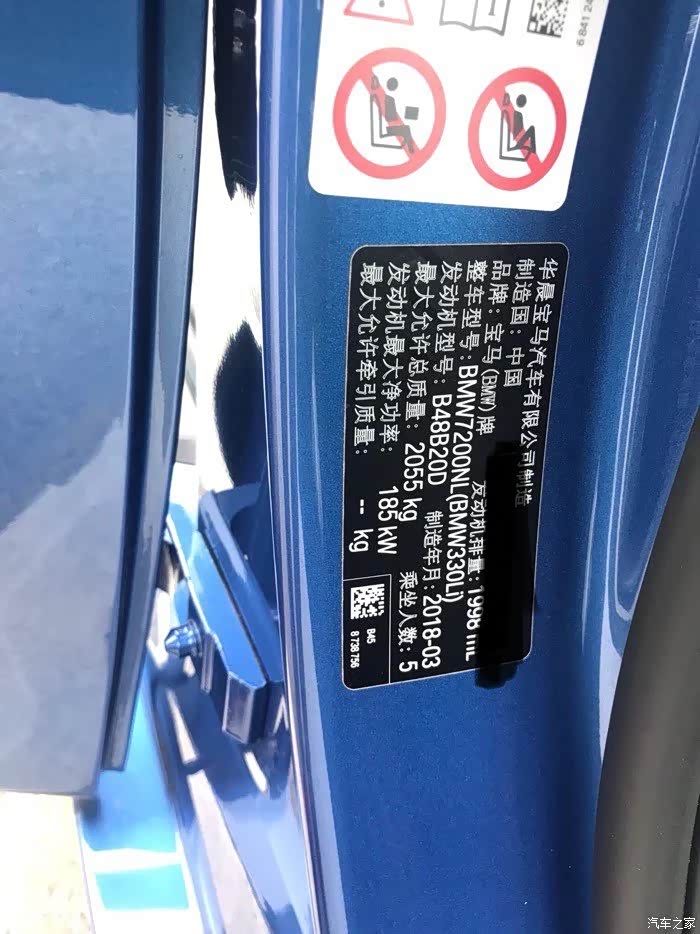 684124
华晨宝马汽车有限公司制造
制造国：中国
品牌：宝马(BMW)牌
发动机排量：1998 mL
整车型号：BMW7200NL(BMW330Li)
发动机型号：B48B20D
制造年月：2018-03
最大允许总质量：2055 kg
乘坐人数：5
发动机最大净功率：185 kW
最大允许牵引质量：-- kg
B45
8 738 756
汽车之家